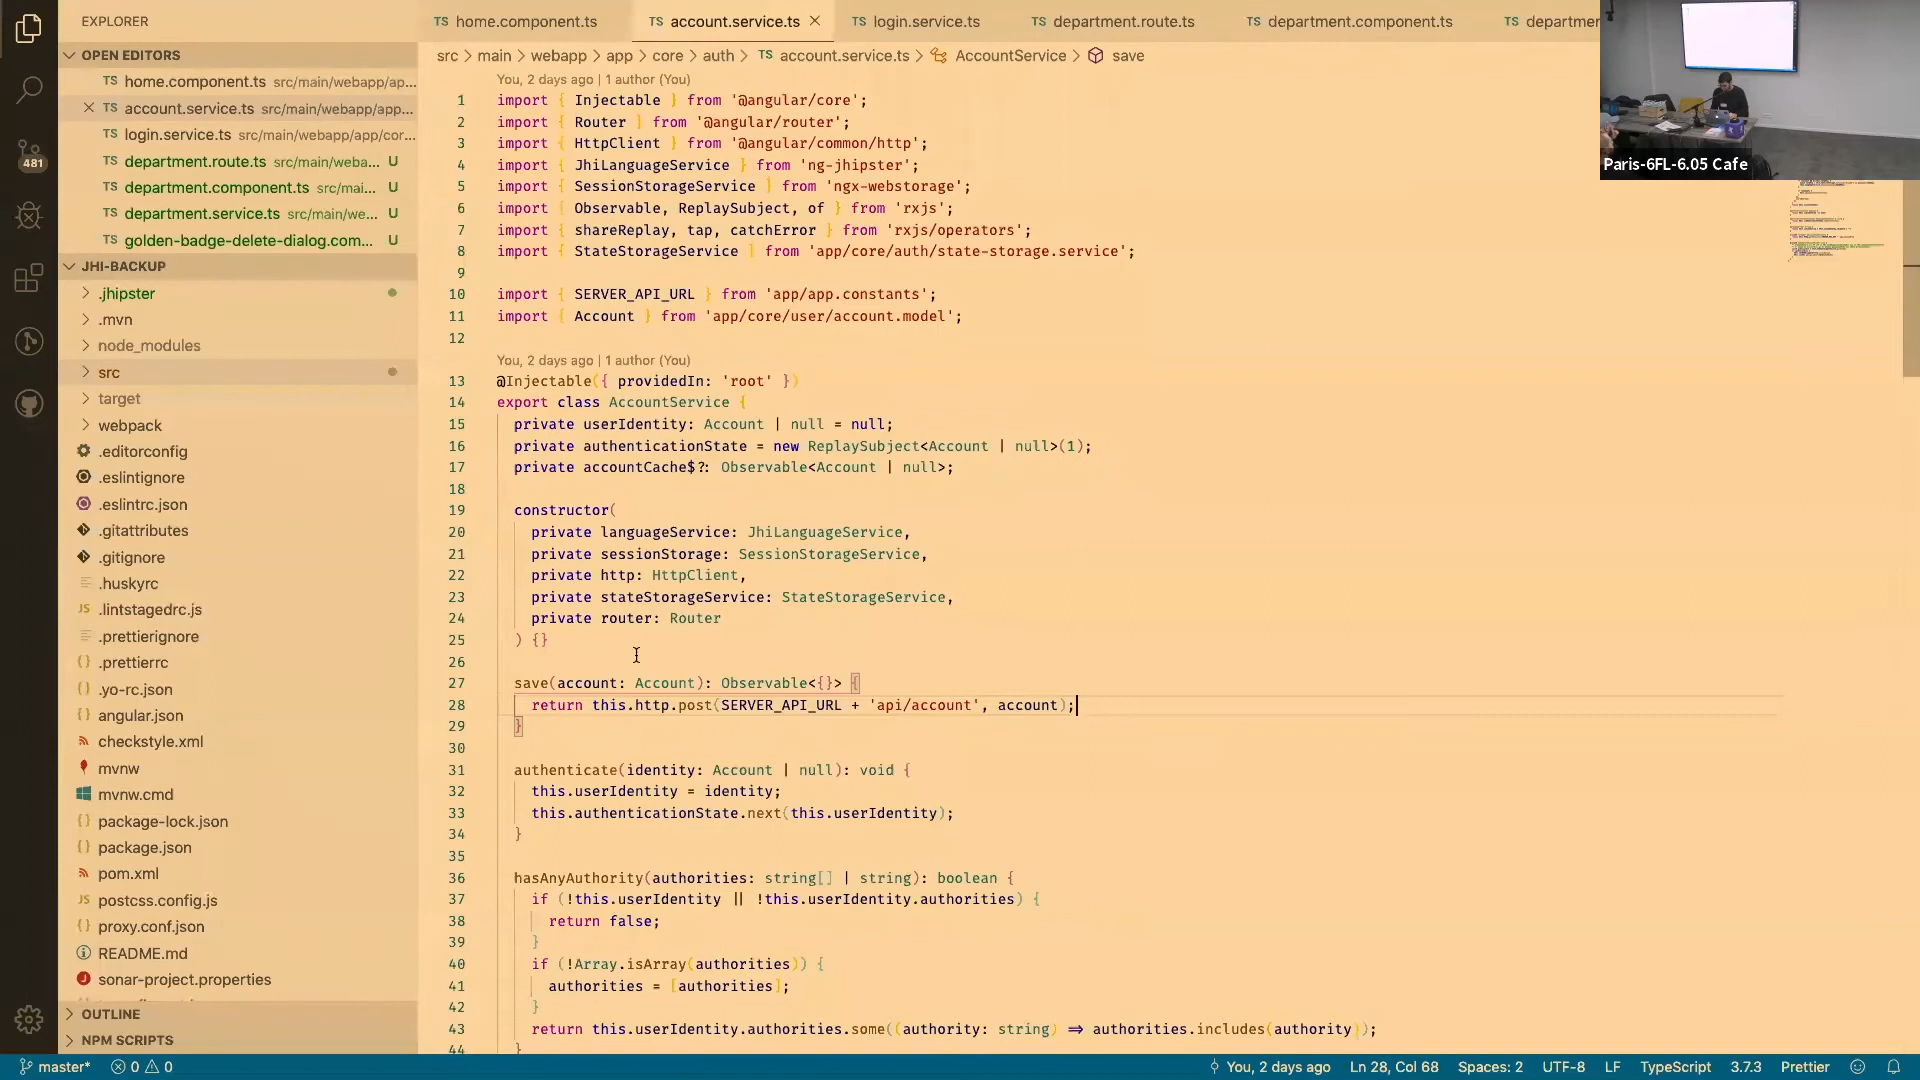 EXPLORER
OPEN EDITORS
TS home.component.ts src/main/webapp/ap...
TS account.service.ts src/main/webapp/app...
TS login.service.ts src/main/webapp/app/cor...
TS department.route.ts src/main/weba... U
TS department.component.ts src/mai... U
TS department.service.ts src/main/we... U
TS golden-badge-delete-dialog.com... U
481
JHI-BACKUP
.jhipster
.mvn
node_modules
src
target
webpack
.editorconfig
.eslintignore
.eslintrc.json
.gitattributes
.gitignore
.huskyrc
JS .lintstagedrc.js
.prettierignore
{} .prettierrc
{} .yo-rc.json
{} angular.json
checkstyle.xml
mvnw
mvnw.cmd
{} package-lock.json
{} package.json
pom.xml
JS postcss.config.js
{} proxy.conf.json
README.md
sonar-project.properties
OUTLINE
NPM SCRIPTS
TS home.component.ts
TS account.service.ts
TS login.service.ts
TS department.route.ts
TS department.component.ts
TS departme
src > main > webapp > app > core > auth > TS account.service.ts > AccountService > save
You, 2 days ago | 1 author (You)
1 import { Injectable } from '@angular/core';
2 import { Router } from '@angular/router';
3 import { HttpClient } from '@angular/common/http';
4 import { JhiLanguageService } from 'ng-jhipster';
5 import { SessionStorageService } from 'ngx-webstorage';
6 import { Observable, ReplaySubject, of } from 'rxjs';
7 import { shareReplay, tap, catchError } from 'rxjs/operators';
8 import { StateStorageService } from 'app/core/auth/state-storage.service';
9
10 import { SERVER_API_URL } from 'app/app.constants';
11 import { Account } from 'app/core/user/account.model';
12
You, 2 days ago | 1 author (You)
13 @Injectable({ providedIn: 'root' })
14 export class AccountService {
15 private userIdentity: Account | null = null;
16 private authenticationState = new ReplaySubject<Account | null>(1);
17 private accountCache$?: Observable<Account | null>;
18
19 constructor(
20 private languageService: JhiLanguageService,
21 private sessionStorage: SessionStorageService,
22 private http: HttpClient,
23 private stateStorageService: StateStorageService,
24 private router: Router
25 ) {}
26
27 save(account: Account): Observable<{}> {
28 return this.http.post(SERVER_API_URL + 'api/account', account);
29 }
30
31 authenticate(identity: Account | null): void {
32 this.userIdentity = identity;
33 this.authenticationState.next(this.userIdentity);
34 }
35
36 hasAnyAuthority(authorities: string[] | string): boolean {
37 if (!this.userIdentity || !this.userIdentity.authorities) {
38 return false;
39 }
40 if (!Array.isArray(authorities)) {
41 authorities = [authorities];
42 }
43 return this.userIdentity.authorities.some((authority: string) => authorities.includes(authority));
44 }
Paris-6FL-6.05 Cafe
master* 0 0
You, 2 days ago Ln 28, Col 68 Spaces: 2 UTF-8 LF TypeScript 3.7.3 Prettier